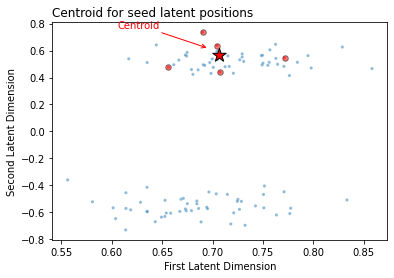 Centroid for seed latent positions
Centroid
0.8
0.6
0.4
0.2
0.0
−0.2
−0.4
−0.6
−0.8
Second Latent Dimension
0.55 0.60 0.65 0.70 0.75 0.80 0.85
First Latent Dimension